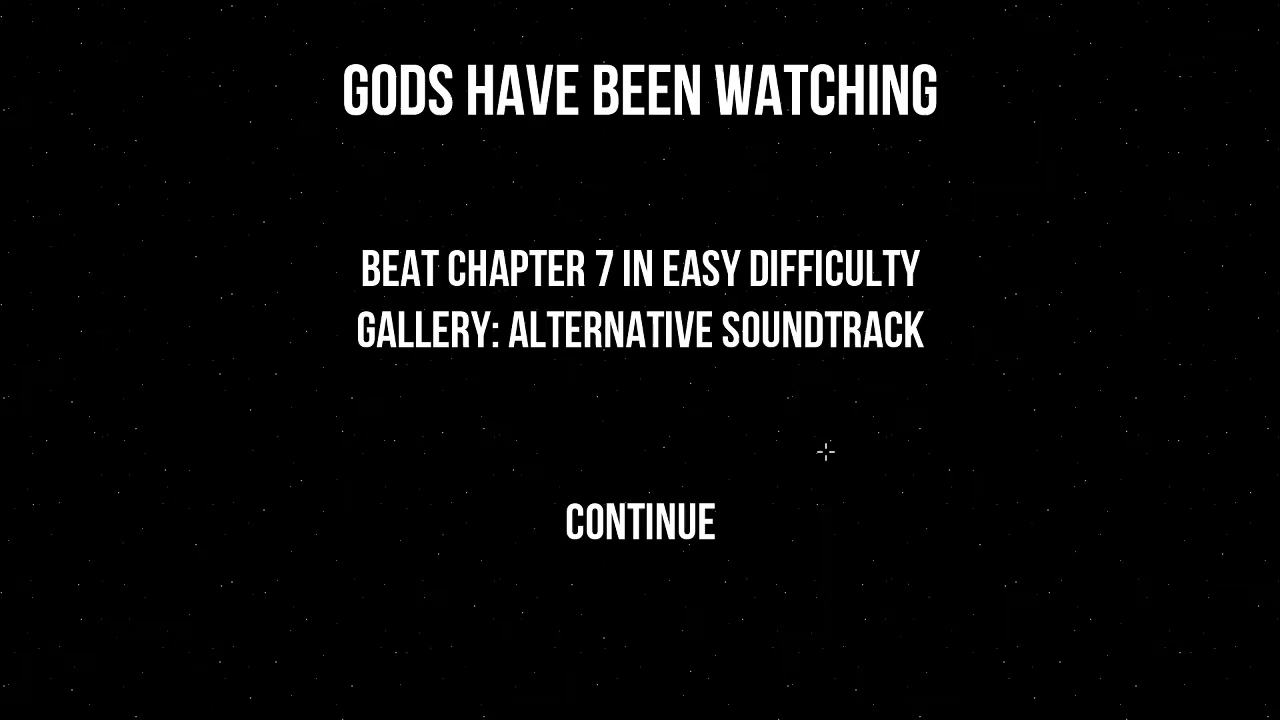 GODS HAVE BEEN WATCHING
BEAT CHAPTER 7 IN EASY DIFFICULTY
GALLERY: ALTERNATIVE SOUNDTRACK
CONTINUE